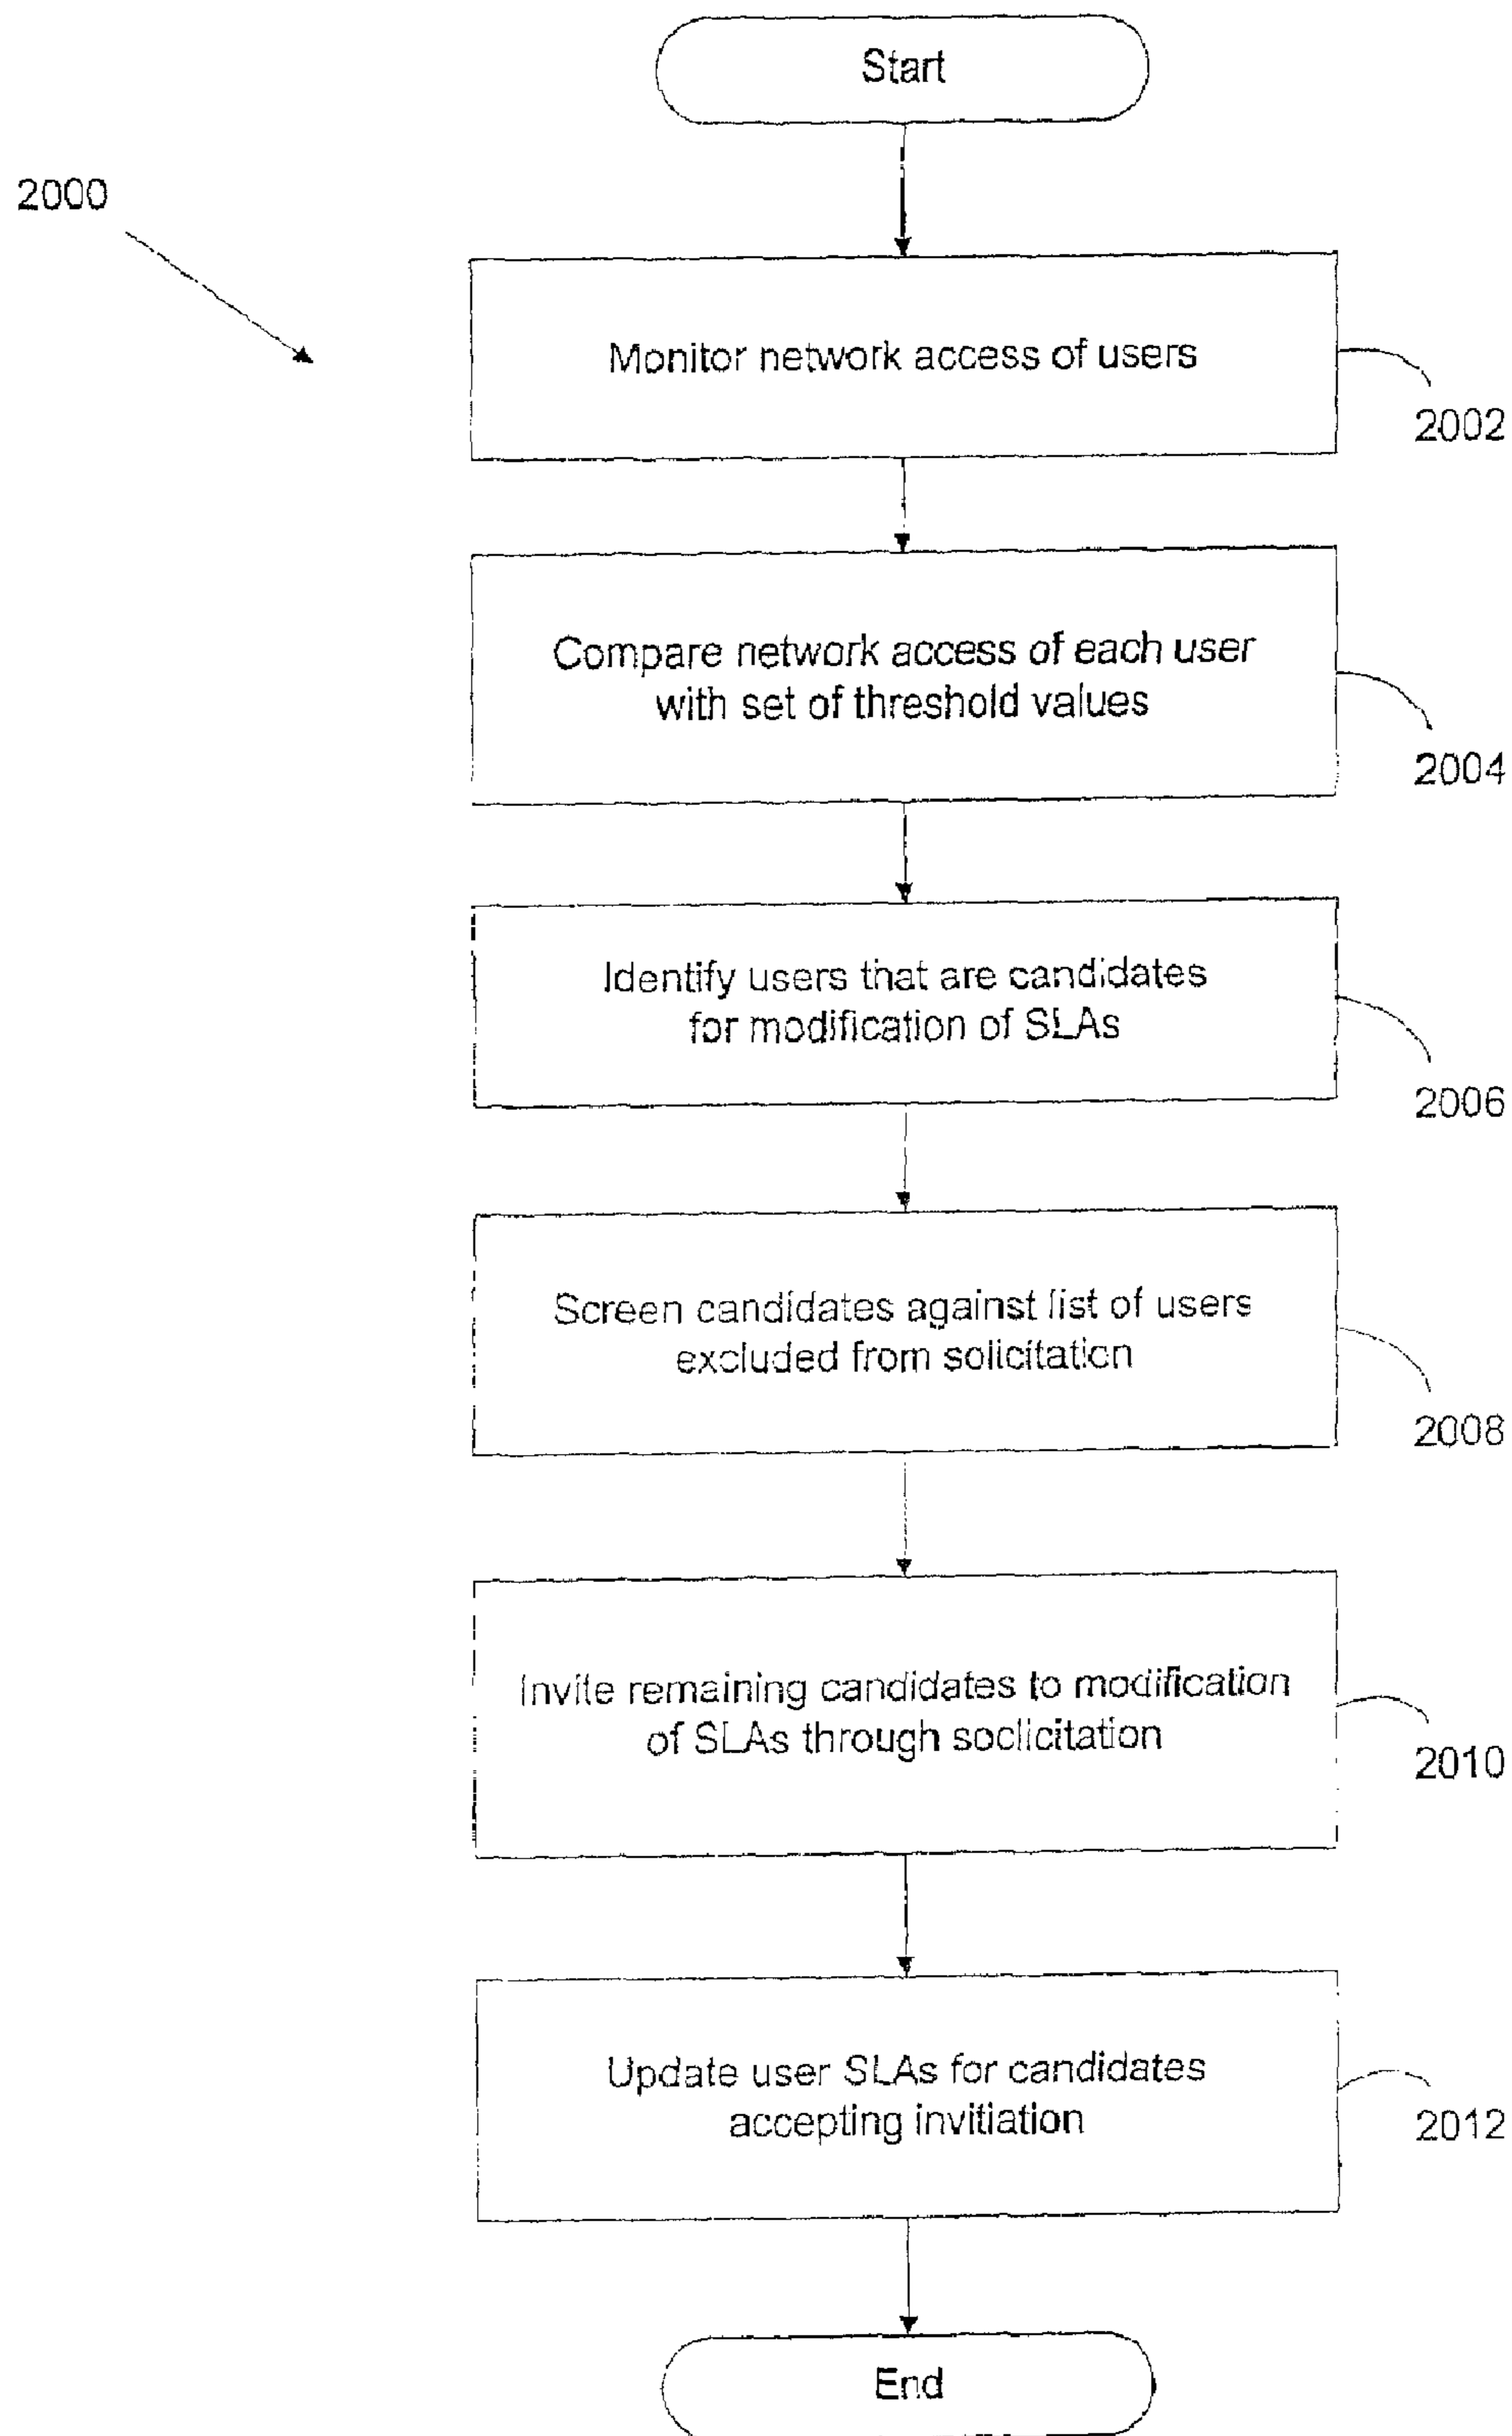 Start
2000
Monitor network access of users
2002
Compare network access of each user
with set of threshold values
2004
Identify users that are candidates
for modification of SLAs
2006
Screen candidates against list of users
excluded from solicitation
2008
Invite remaining candidates to modification
of SLAs through soclicitation
2010
Update user SLAs for candidates
accepting invitiation
2012
End